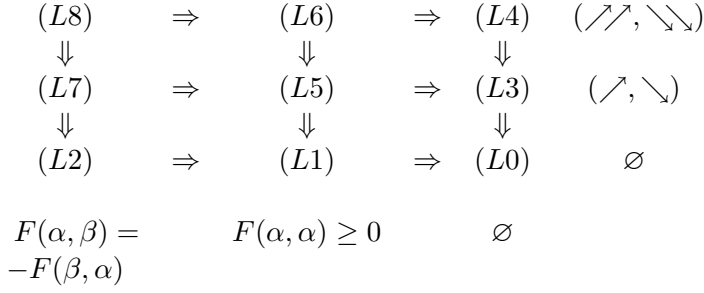 (L8) ⇒ (L6) ⇒ (L4) (↗↗, ↘↘)
⇓ ⇓ ⇓
(L7) ⇒ (L5) ⇒ (L3) (↗, ↘)
⇓ ⇓ ⇓
(L2) ⇒ (L1) ⇒ (L0) ∅
F(α, β) = F(α, α) ≥ 0 ∅
−F(β, α)